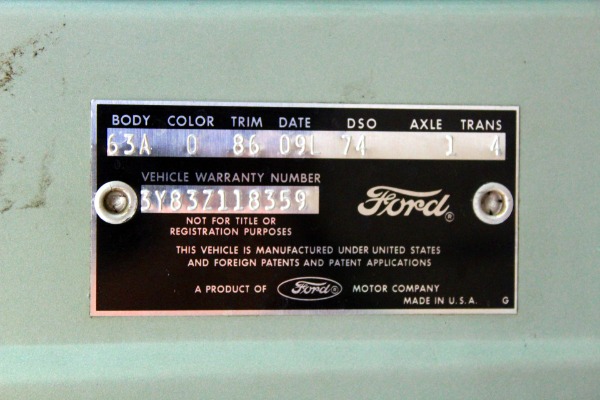 BODY COLOR TRIM DATE DSO AXLE TRANS
63A D 86 09L 74 1 4
VEHICLE WARRANTY NUMBER
3Y83Z118359
Ford®
NOT FOR TITLE OR
REGISTRATION PURPOSES
THIS VEHICLE IS MANUFACTURED UNDER UNITED STATES
AND FOREIGN PATENTS AND PATENT APPLICATIONS
A PRODUCT OF Ford® MOTOR COMPANY
MADE IN U.S.A. G